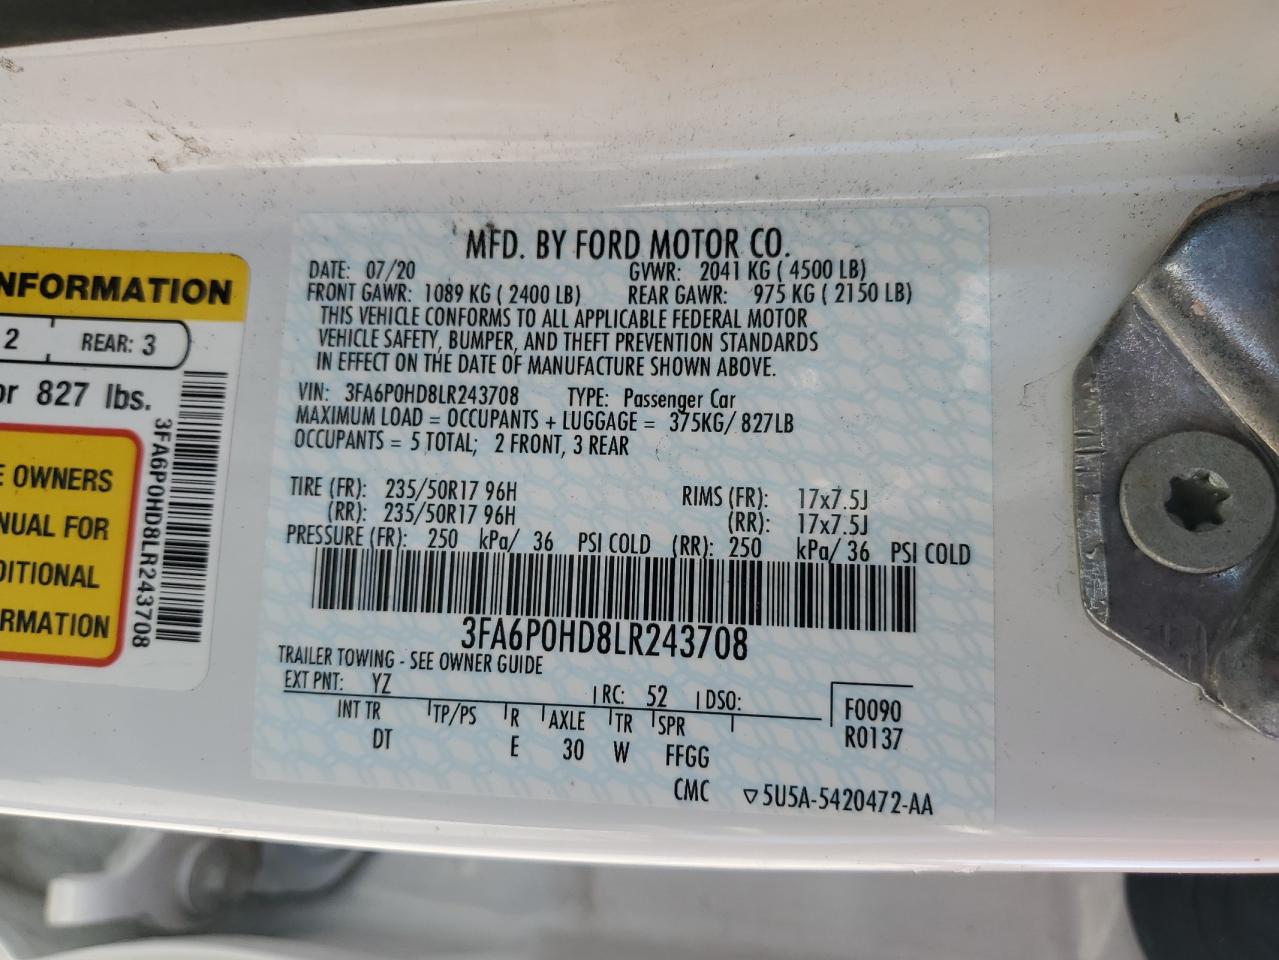 NFORMATION
2 REAR: 3
or 827 lbs.
E OWNERS
NUAL FOR
DITIONAL
FORMATION
3FA6P0HD8LR243708
MFD. BY FORD MOTOR CO.
DATE: 07/20 GVWR: 2041 KG ( 4500 LB)
FRONT GAWR: 1089 KG ( 2400 LB) REAR GAWR: 975 KG ( 2150 LB)
THIS VEHICLE CONFORMS TO ALL APPLICABLE FEDERAL MOTOR
VEHICLE SAFETY, BUMPER, AND THEFT PREVENTION STANDARDS
IN EFFECT ON THE DATE OF MANUFACTURE SHOWN ABOVE.
VIN: 3FA6P0HD8LR243708 TYPE: Passenger Car
MAXIMUM LOAD = OCCUPANTS + LUGGAGE = 375KG/ 827LB
OCCUPANTS = 5 TOTAL; 2 FRONT, 3 REAR
TIRE (FR): 235/50R17 96H RIMS (FR): 17x7.5J
(RR): 235/50R17 96H (RR): 17x7.5J
PRESSURE (FR): 250 kPa/ 36 PSI COLD (RR): 250 kPa/ 36 PSI COLD
3FA6P0HD8LR243708
TRAILER TOWING - SEE OWNER GUIDE
EXT PNT: YZ RC: 52 DSO: F0090
INT TR TP/PS R AXLE TR SPR R0137
DT E 30 W FFGG
CMC ▽5U5A-5420472-AA